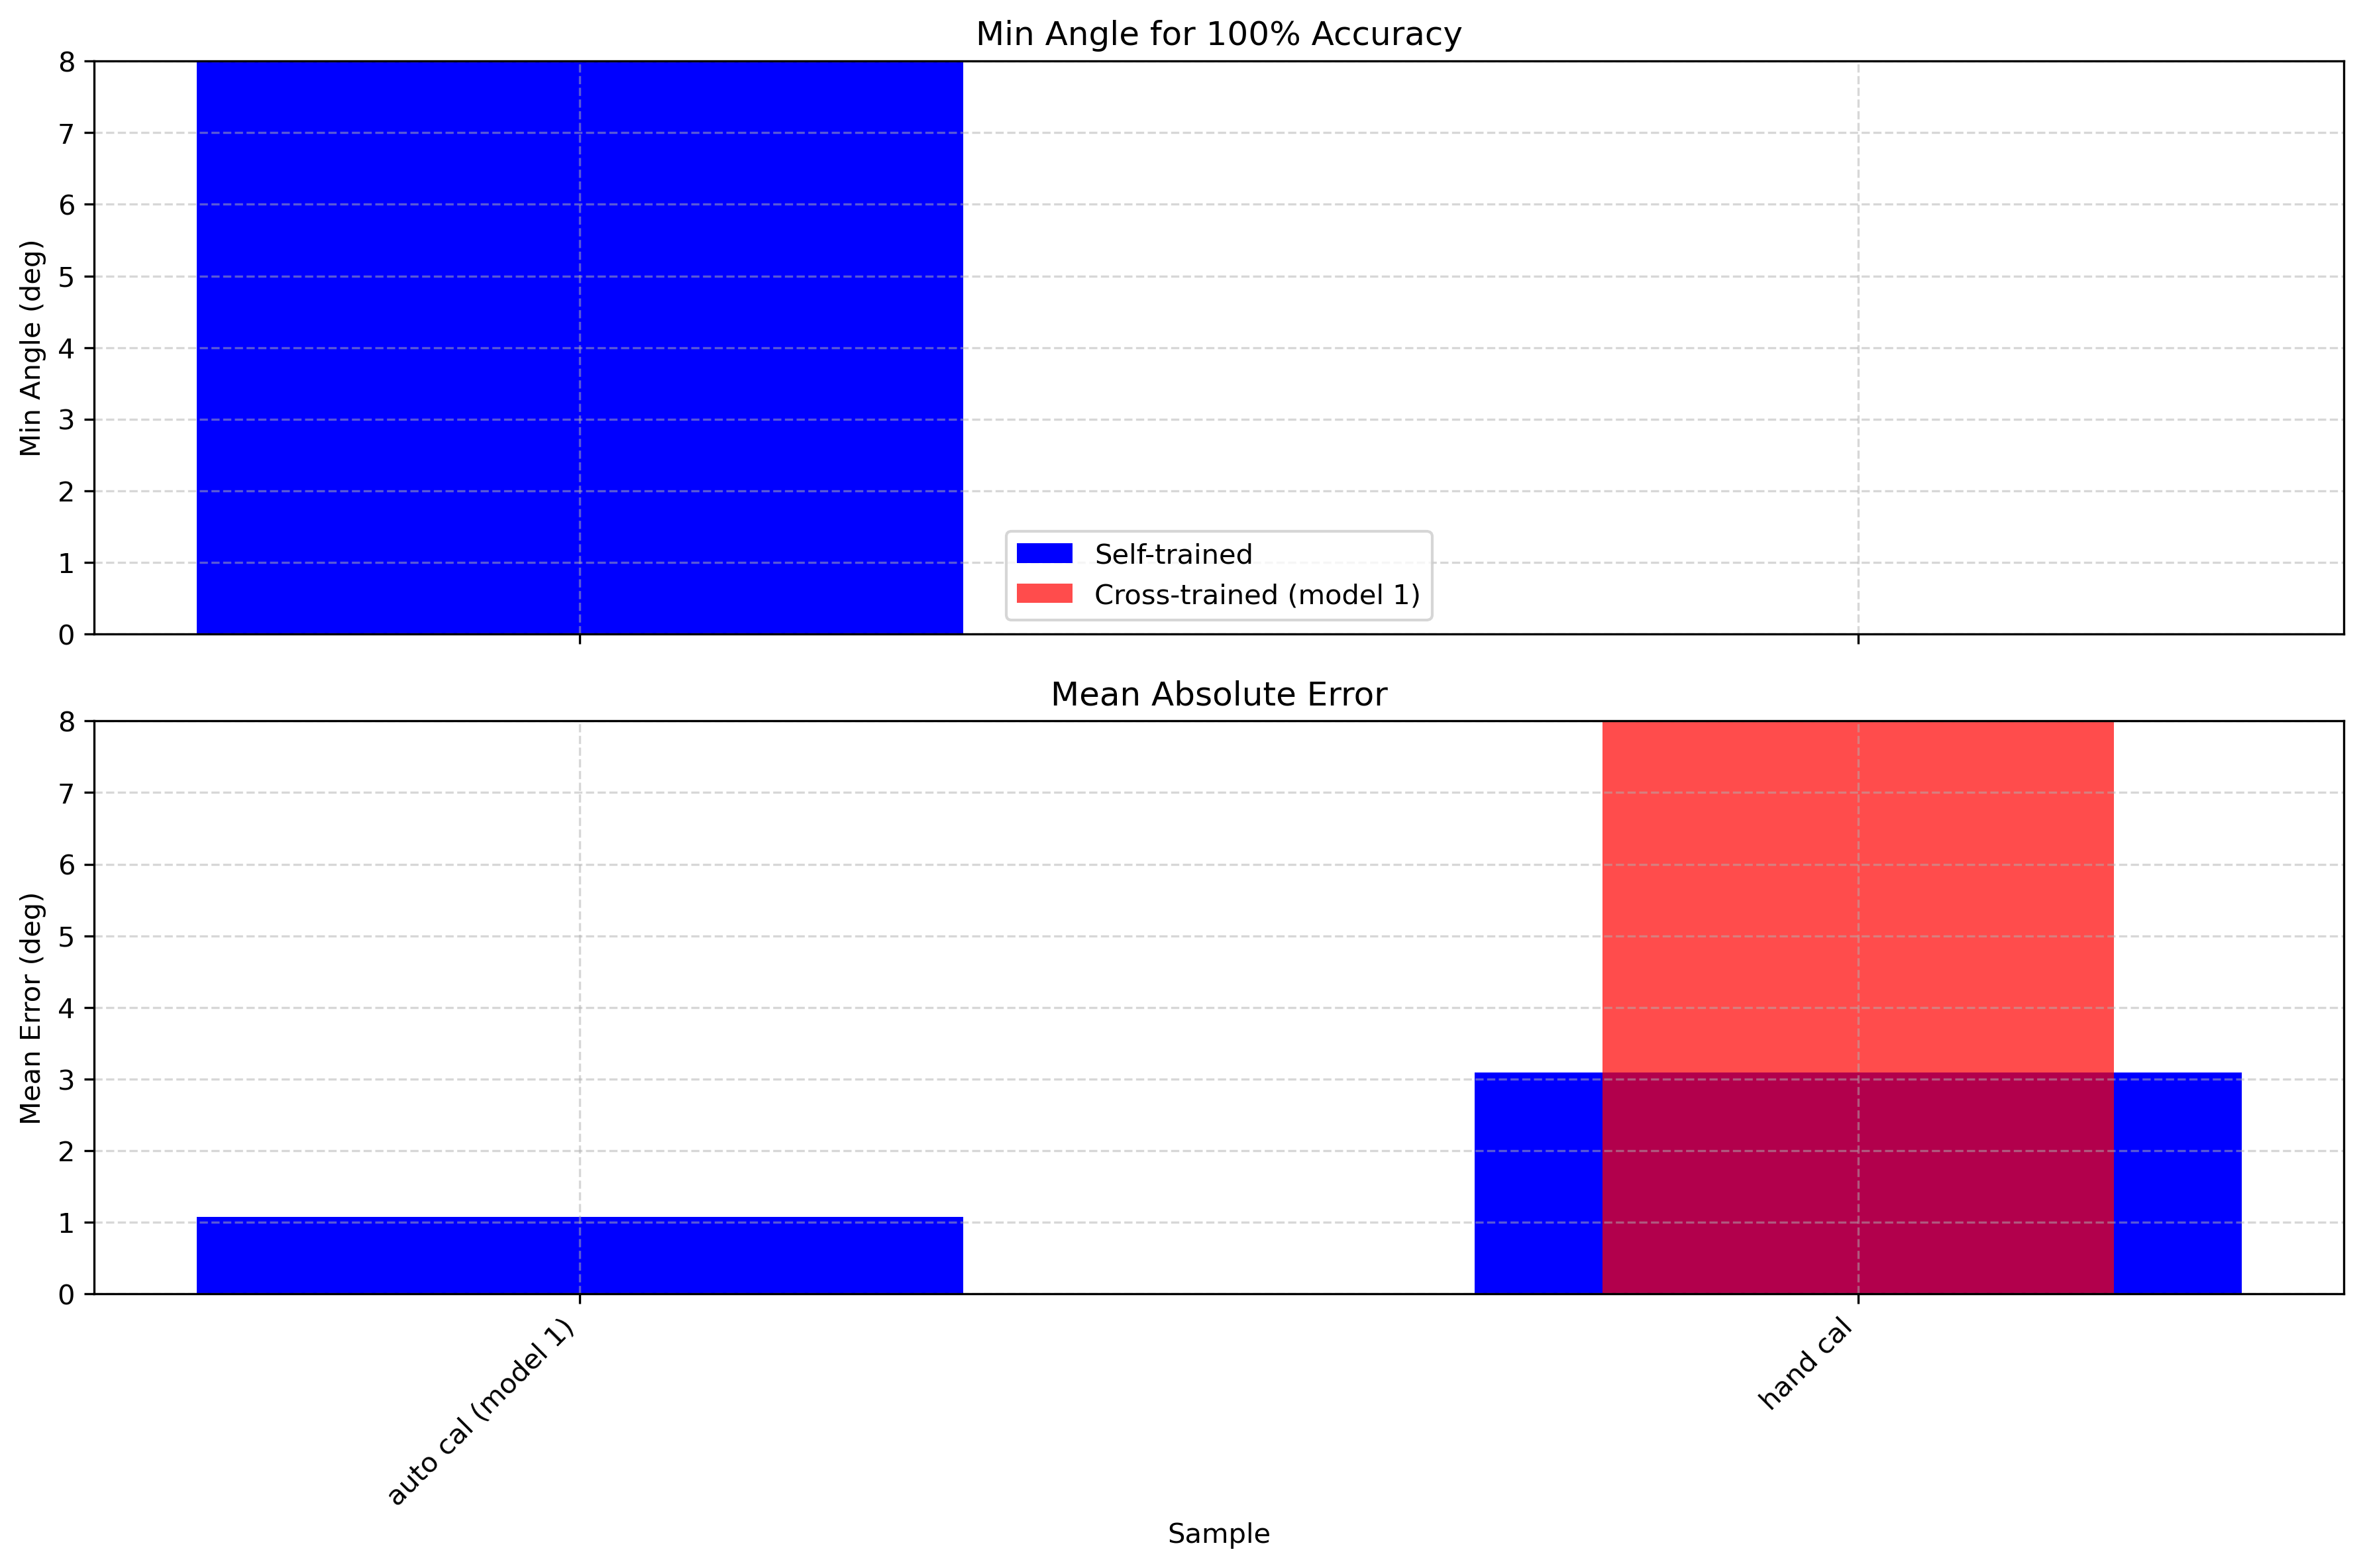 Min Angle for 100% Accuracy
8
7
6
5
4
3
2
1
0
Min Angle (deg)
Self-trained
Cross-trained (model 1)
Mean Absolute Error
8
7
6
5
4
3
2
1
0
Mean Error (deg)
auto cal (model 1)
hand cal
Sample